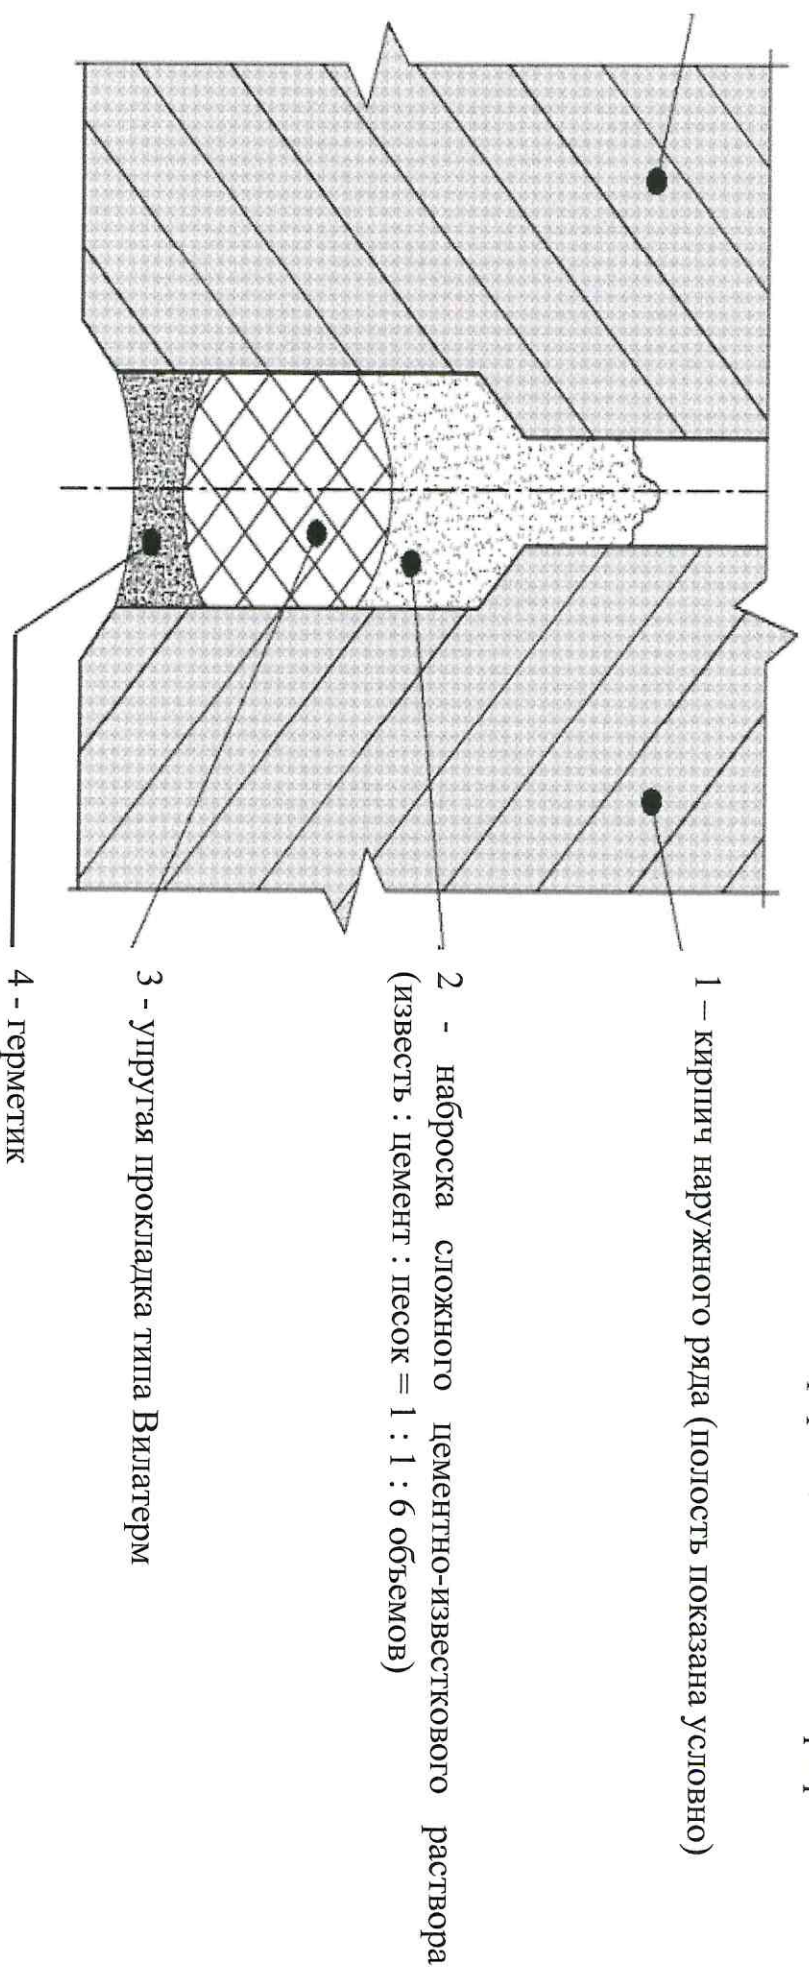 1 – кирпич наружного ряда (полость показана условно)
2 - наброска сложного цементно-известкового раствора
(известь : цемент : песок = 1 : 1 : 6 объемов)
3 - упругая прокладка типа Вилатерм
4 - герметик